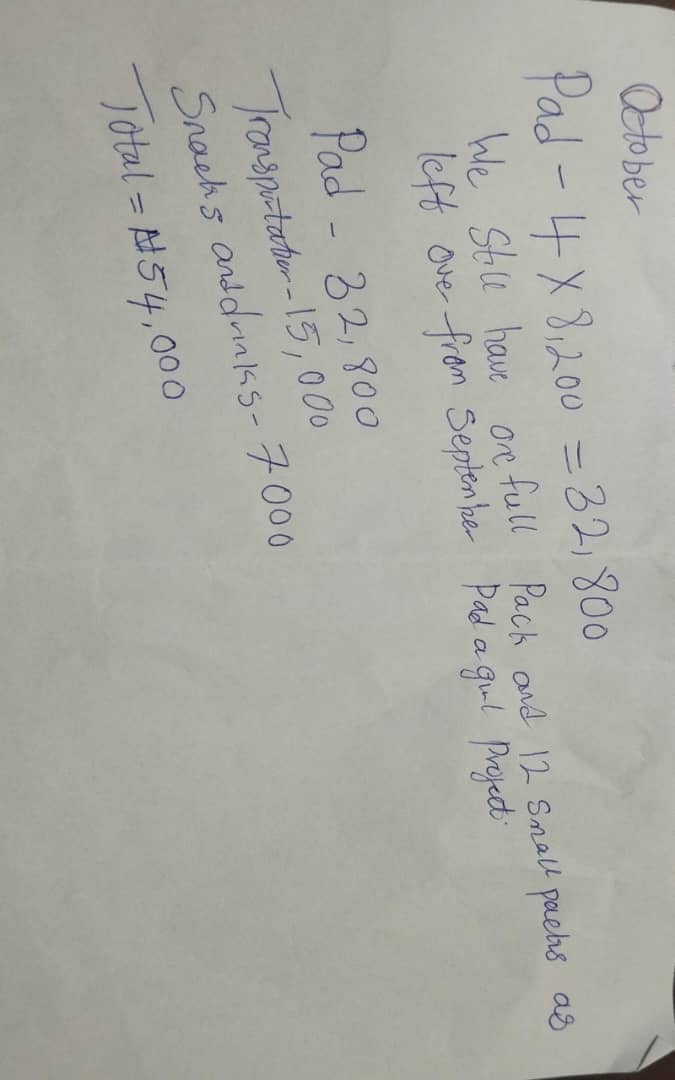 October
Pad - 4 X 8,200 = 32,800
We Still have one full Pack and 12 Small packs as
left over from September Pad a girl Project.
Pad - 32,800
Transportation - 15,000
Snacks and drinks - 7000
Total = ₦54,000